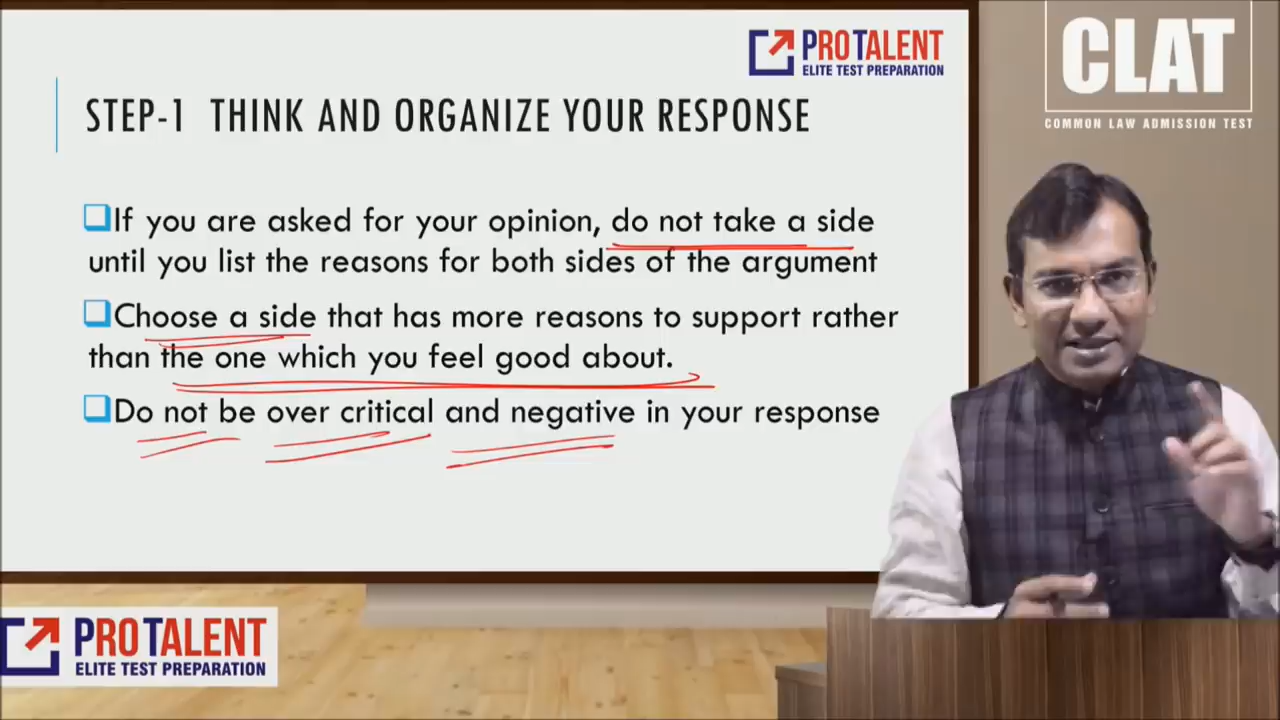 PROTALENT
ELITE TEST PREPARATION
CLAT
COMMON LAW ADMISSION TEST
STEP-1 THINK AND ORGANIZE YOUR RESPONSE
If you are asked for your opinion, do not take a side
until you list the reasons for both sides of the argument
Choose a side that has more reasons to support rather
than the one which you feel good about.
Do not be over critical and negative in your response
PROTALENT
ELITE TEST PREPARATION